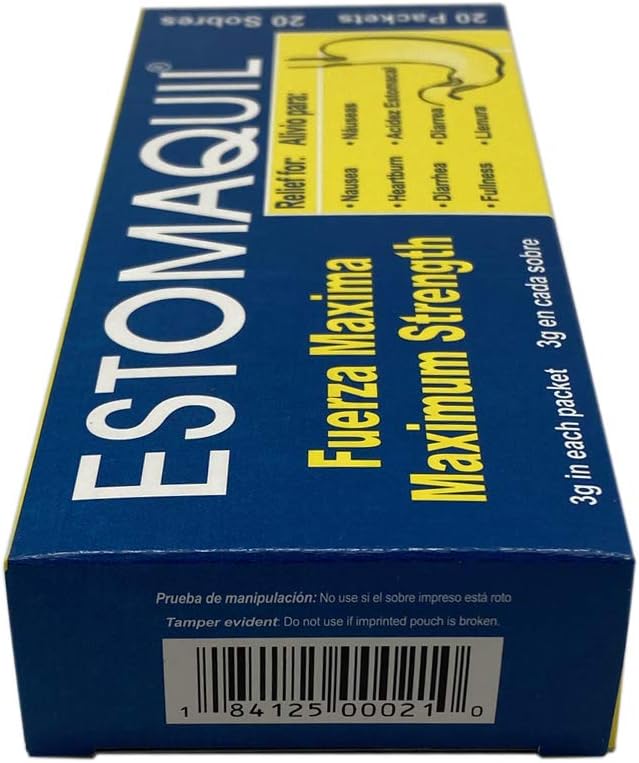 ESTOMAQUIL®
20 Sobres 20 Packets
Relief for: Alivio para:
• Nausea • Náuseas
• Heartburn • Acidez Estomacal
• Diarrhea • Diarrea
• Fullness • Llenura
Fuerza Maxima
Maximum Strength
3g in each packet 3g en cada sobre
Prueba de manipulación: No use si el sobre impreso está roto
Tamper evident: Do not use if imprinted pouch is broken.
1 84125 00021 0